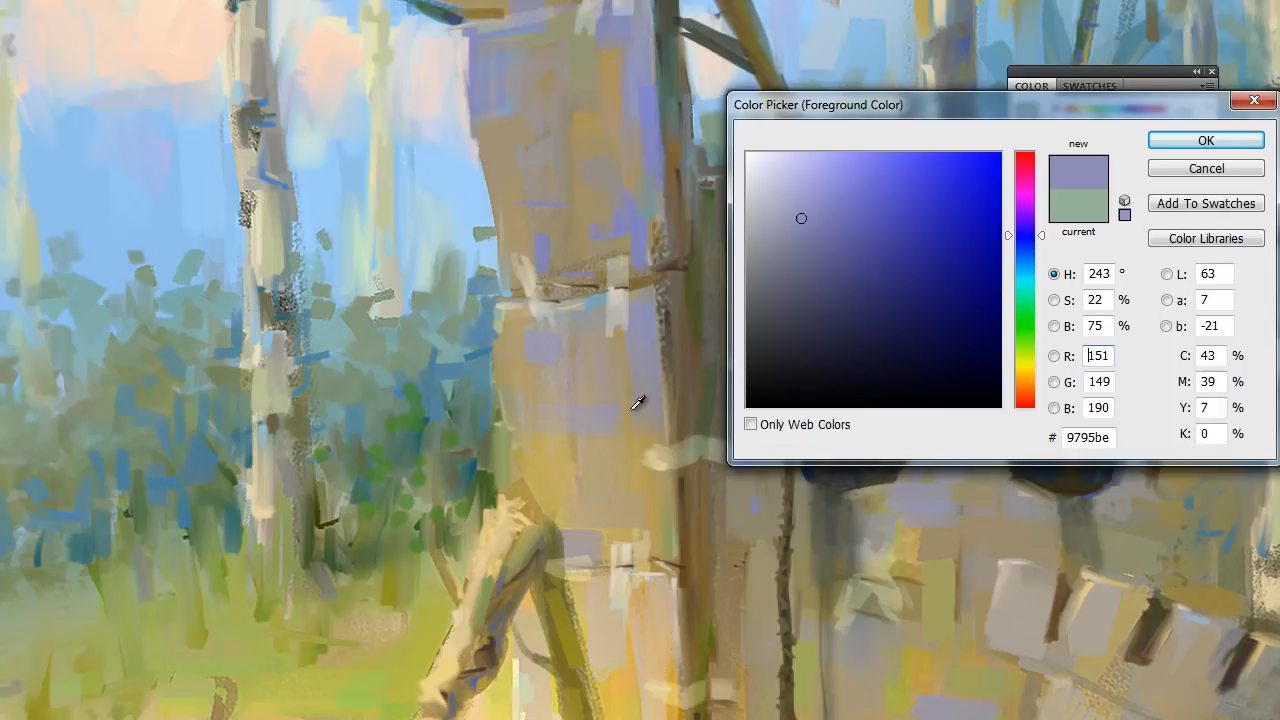 COLOR SWATCHES
Color Picker (Foreground Color)
new
current
OK
Cancel
Add To Swatches
Color Libraries
H: 243 °
S: 22 %
B: 75 %
R: 151
G: 149
B: 190
# 9795be
L: 63
a: 7
b: -21
C: 43 %
M: 39 %
Y: 7 %
K: 0 %
Only Web Colors